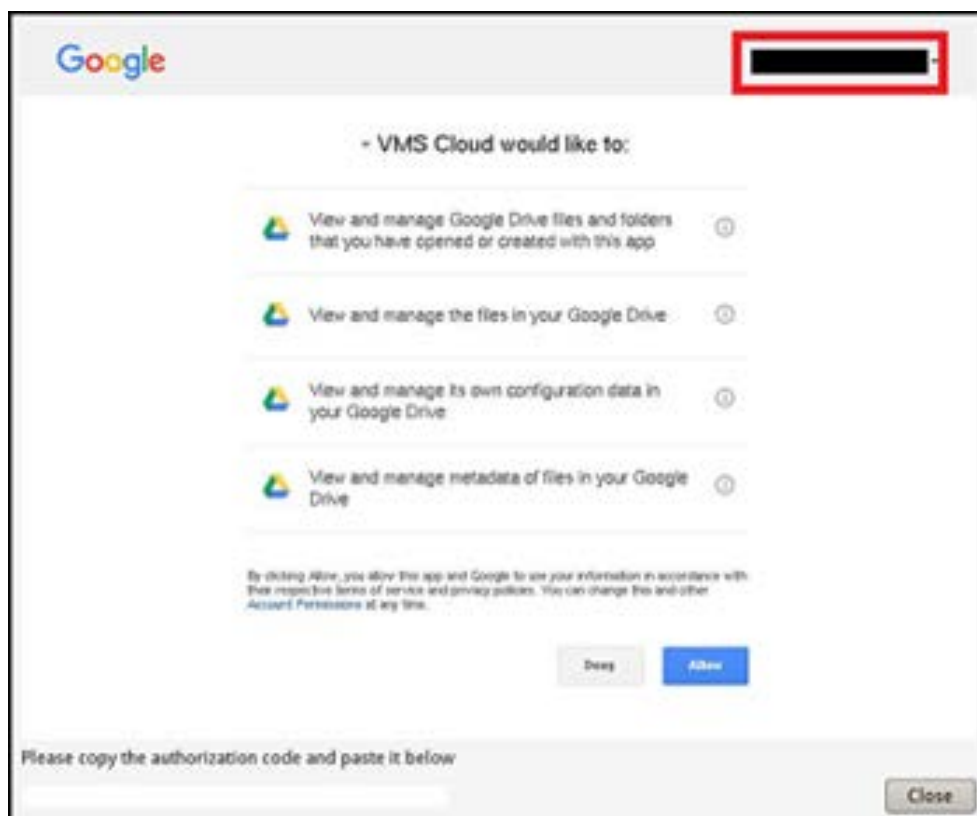 Google
- VMS Cloud would like to:
View and manage Google Drive files and folders
that you have opened or created with this app
View and manage the files in your Google Drive
View and manage its own configuration data in
your Google Drive
View and manage metadata of files in your Google
Drive
By clicking Allow, you allow this app and Google to use your information in accordance with
their respective terms of service and privacy policies. You can change this and other
Account Permissions at any time.
Deny
Allow
Please copy the authorization code and paste it below
Close